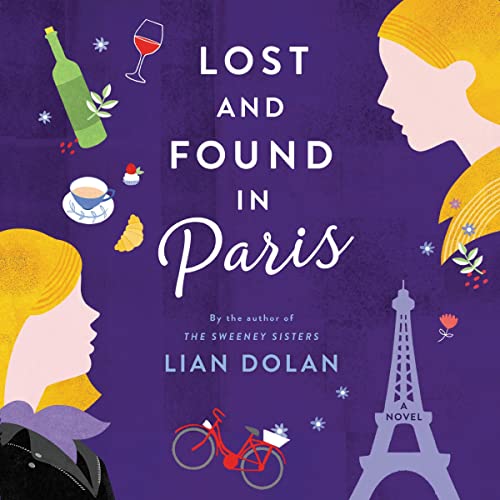 LOST
AND
FOUND
IN
Paris
By the author of
THE SWEENEY SISTERS
LIAN DOLAN
A
NOVEL